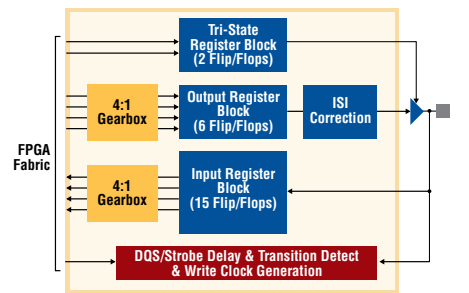 Tri-State
Register Block
(2 Flip/Flops)
4:1
Gearbox
Output Register
Block
(6 Flip/Flops)
ISI
Correction
FPGA
Fabric
4:1
Gearbox
Input Register
Block
(15 Flip/Flops)
DQS/Strobe Delay & Transition Detect
& Write Clock Generation